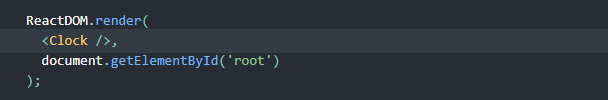 ReactDOM.render(
  <Clock />,
  document.getElementById('root')
);